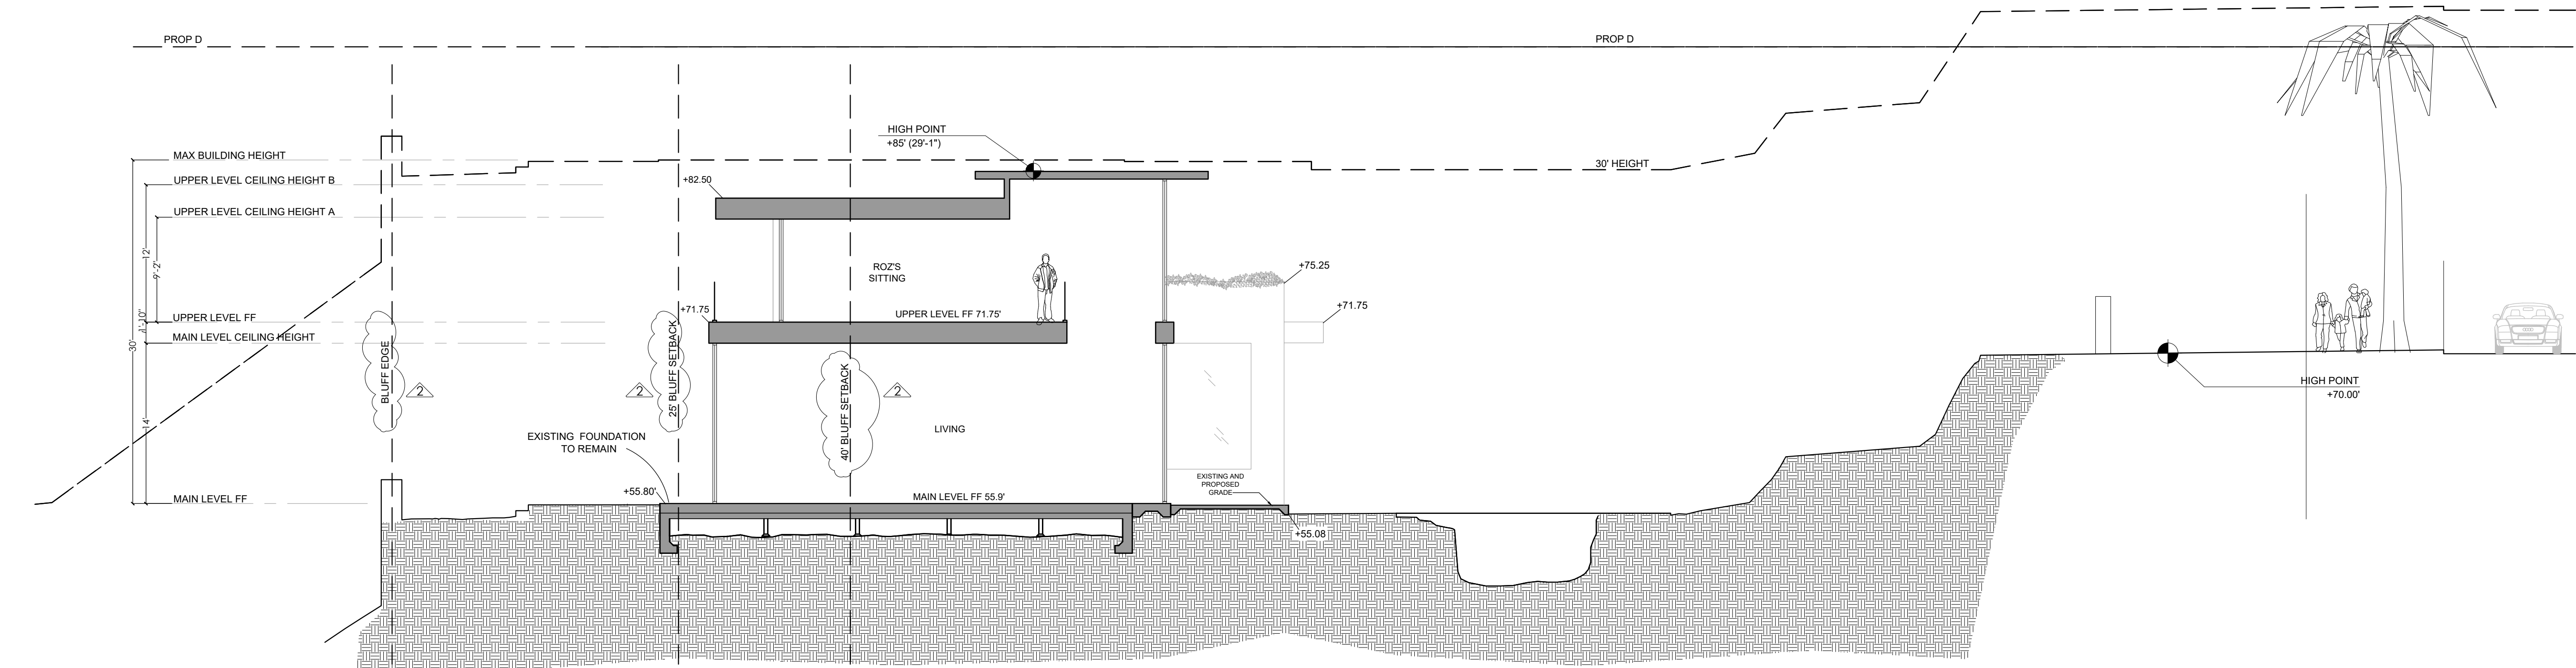 PROP D
PROP D
HIGH POINT
+85' (29'-1")
MAX BUILDING HEIGHT
30' HEIGHT
UPPER LEVEL CEILING HEIGHT B
+82.50
UPPER LEVEL CEILING HEIGHT A
12'
9'-2"
ROZ'S
SITTING
+75.25
+71.75
+71.75
UPPER LEVEL FF
UPPER LEVEL FF 71.75'
1'-10"
MAIN LEVEL CEILING HEIGHT
30'
BLUFF EDGE
2
25' BLUFF SETBACK
2
40' BLUFF SETBACK
2
HIGH POINT
+70.00'
14'
LIVING
EXISTING FOUNDATION
TO REMAIN
EXISTING AND
PROPOSED
GRADE
+55.80'
MAIN LEVEL FF
MAIN LEVEL FF 55.9'
+55.08